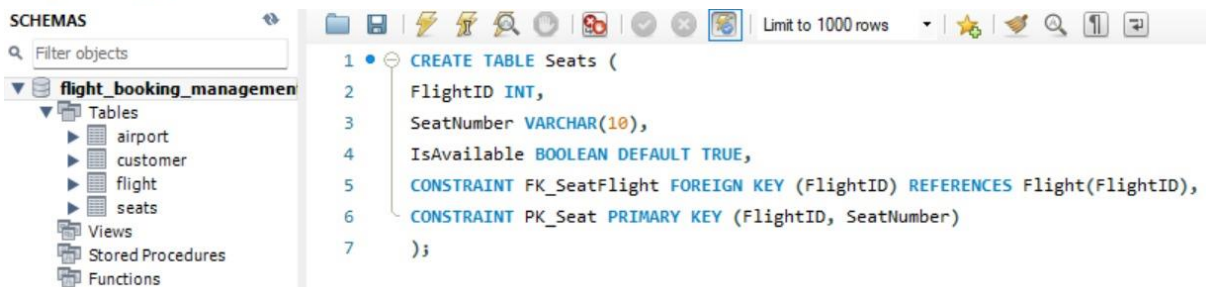 SCHEMAS
Filter objects
flight_booking_managemen
Tables
airport
customer
flight
seats
Views
Stored Procedures
Functions
Limit to 1000 rows
1 CREATE TABLE Seats (
2 FlightID INT,
3 SeatNumber VARCHAR(10),
4 IsAvailable BOOLEAN DEFAULT TRUE,
5 CONSTRAINT FK_SeatFlight FOREIGN KEY (FlightID) REFERENCES Flight(FlightID),
6 CONSTRAINT PK_Seat PRIMARY KEY (FlightID, SeatNumber)
7 );